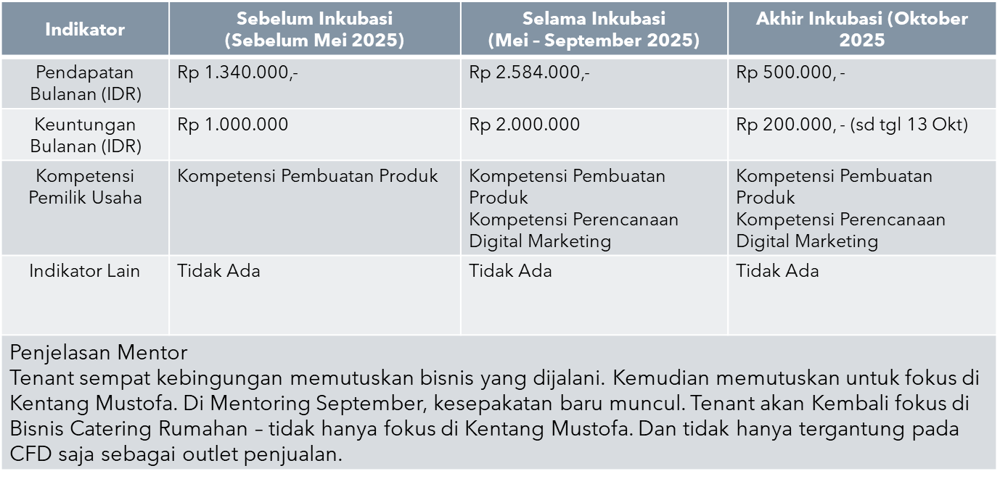 Indikator
Sebelum Inkubasi
(Sebelum Mei 2025)
Selama Inkubasi
(Mei – September 2025)
Akhir Inkubasi (Oktober
2025
Pendapatan
Bulanan (IDR)
Rp 1.340.000,-
Rp 2.584.000,-
Rp 500.000, -
Keuntungan
Bulanan (IDR)
Rp 1.000.000
Rp 2.000.000
Rp 200.000, - (sd tgl 13 Okt)
Kompetensi
Pemilik Usaha
Kompetensi Pembuatan Produk
Kompetensi Pembuatan
Produk
Kompetensi Perencanaan
Digital Marketing
Kompetensi Pembuatan
Produk
Kompetensi Perencanaan
Digital Marketing
Indikator Lain
Tidak Ada
Tidak Ada
Tidak Ada
Penjelasan Mentor
Tenant sempat kebingungan memutuskan bisnis yang dijalani. Kemudian memutuskan untuk fokus di
Kentang Mustofa. Di Mentoring September, kesepakatan baru muncul. Tenant akan Kembali fokus di
Bisnis Catering Rumahan – tidak hanya fokus di Kentang Mustofa. Dan tidak hanya tergantung pada
CFD saja sebagai outlet penjualan.